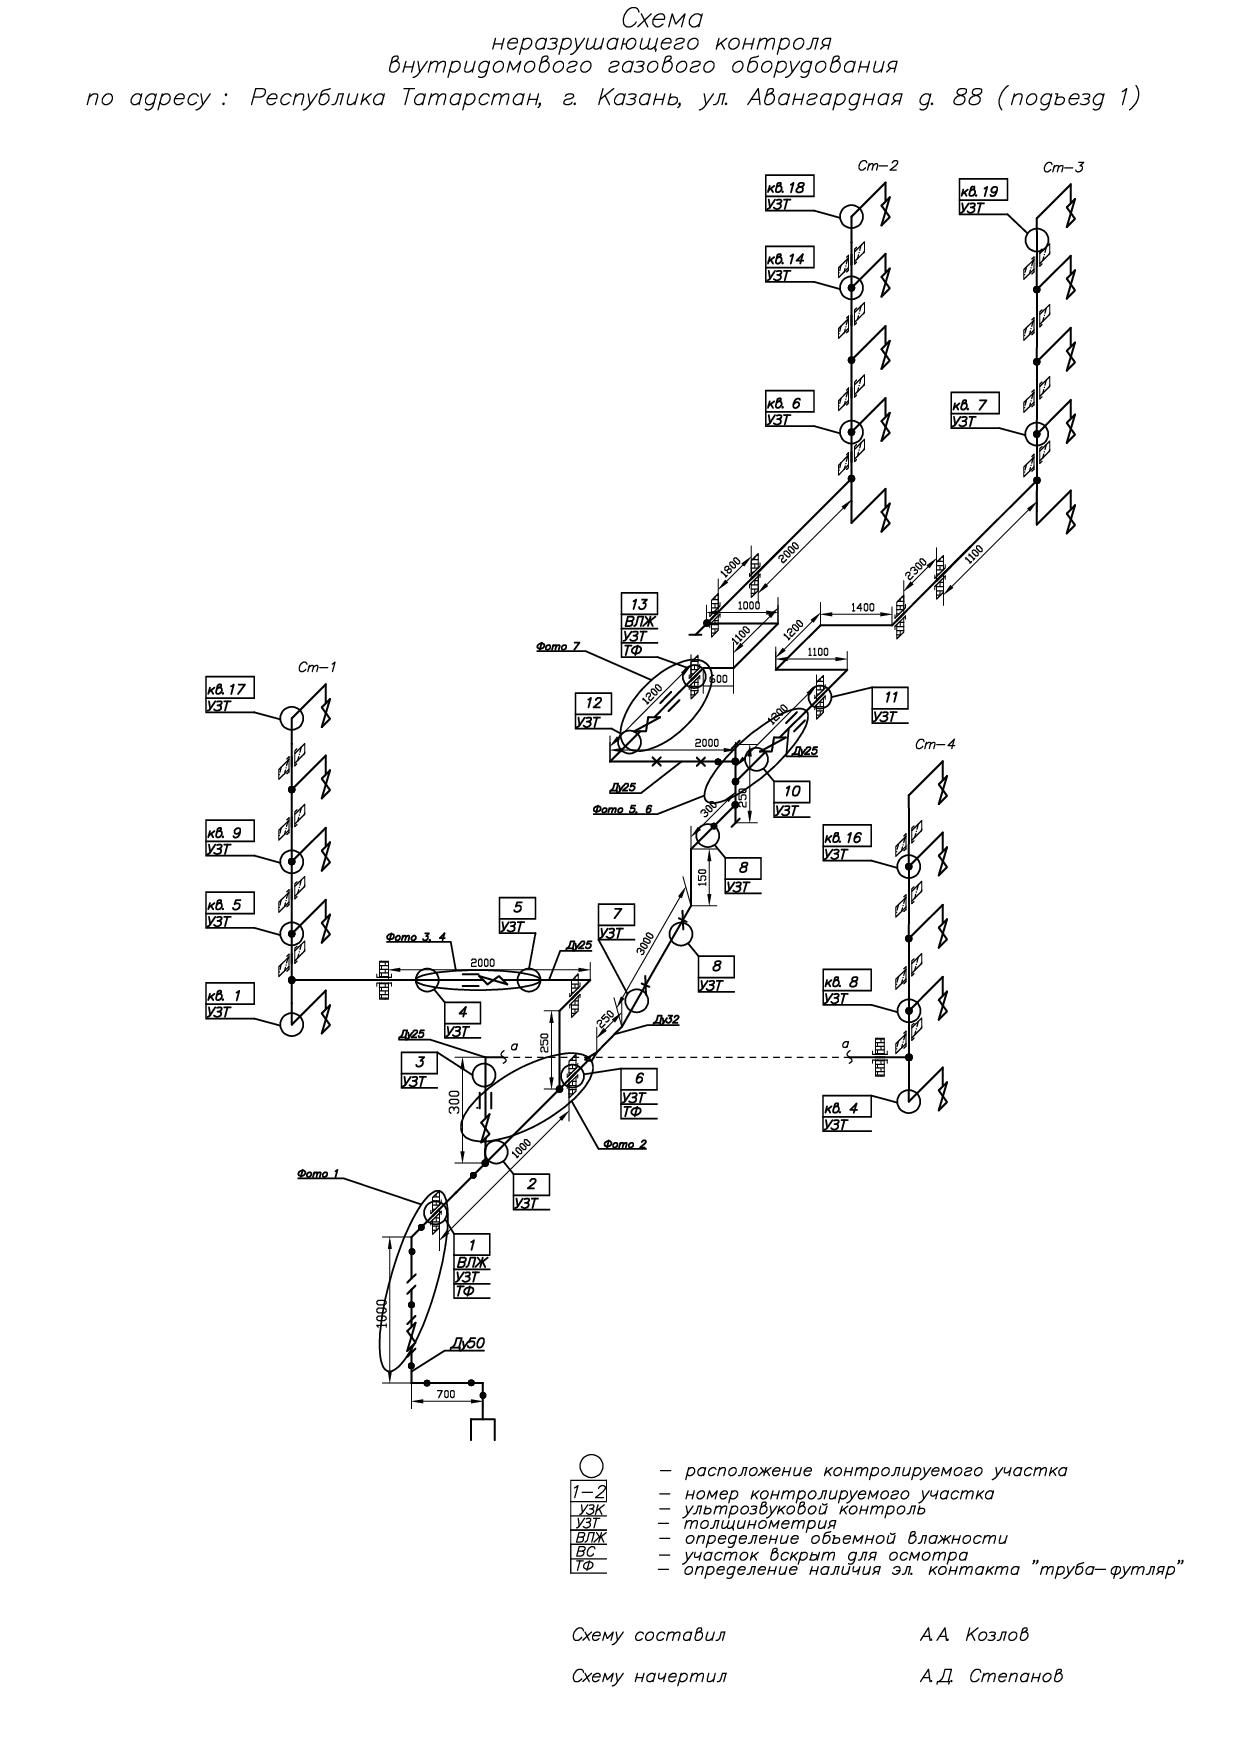 Схема
неразрушающего контроля
внутридомового газового оборудования
по адресу : Республика Татарстан, г. Казань, ул. Авангардная д. 88 (подъезд 1)
Ст-2
Ст-3
кв. 18
УЗТ
кв. 19
УЗТ
кв. 14
УЗТ
кв. 6
УЗТ
кв. 7
УЗТ
1800
2000
2300
1100
13
ВЛЖ
УЗТ
ТФ
1000
1100
1400
1200
1100
Фото 7
600
1200
12
УЗТ
11
УЗТ
1200
2000
Ду25
Ду25
Фото 5, 6
10
УЗТ
250
300
Ст-1
кв. 17
УЗТ
кв. 9
УЗТ
кв. 5
УЗТ
кв. 1
УЗТ
Ст-4
кв. 16
УЗТ
кв. 8
УЗТ
кв. 4
УЗТ
8
УЗТ
150
3000
8
УЗТ
7
УЗТ
5
УЗТ
Фото 3, 4
2000
Ду25
4
УЗТ
250
Ду32
250
Ду25
а
а
3
УЗТ
300
6
УЗТ
ТФ
Фото 2
1000
2
УЗТ
Фото 1
1
ВЛЖ
УЗТ
ТФ
1000
Ду50
700
– расположение контролируемого участка
1-2 – номер контролируемого участка
УЗК – ультрозвуковой контроль
УЗТ – толщинометрия
ВЛЖ – определение объемной влажности
ВС – участок вскрыт для осмотра
ТФ – определение наличия эл. контакта "труба-футляр"
Схему составил А.А. Козлов
Схему начертил А.Д. Степанов